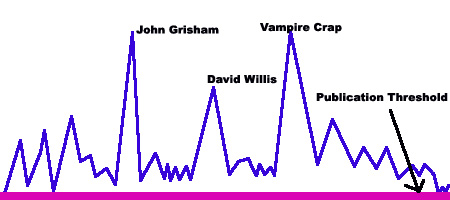 John Grisham
Vampire Crap
David Willis
Publication Threshold